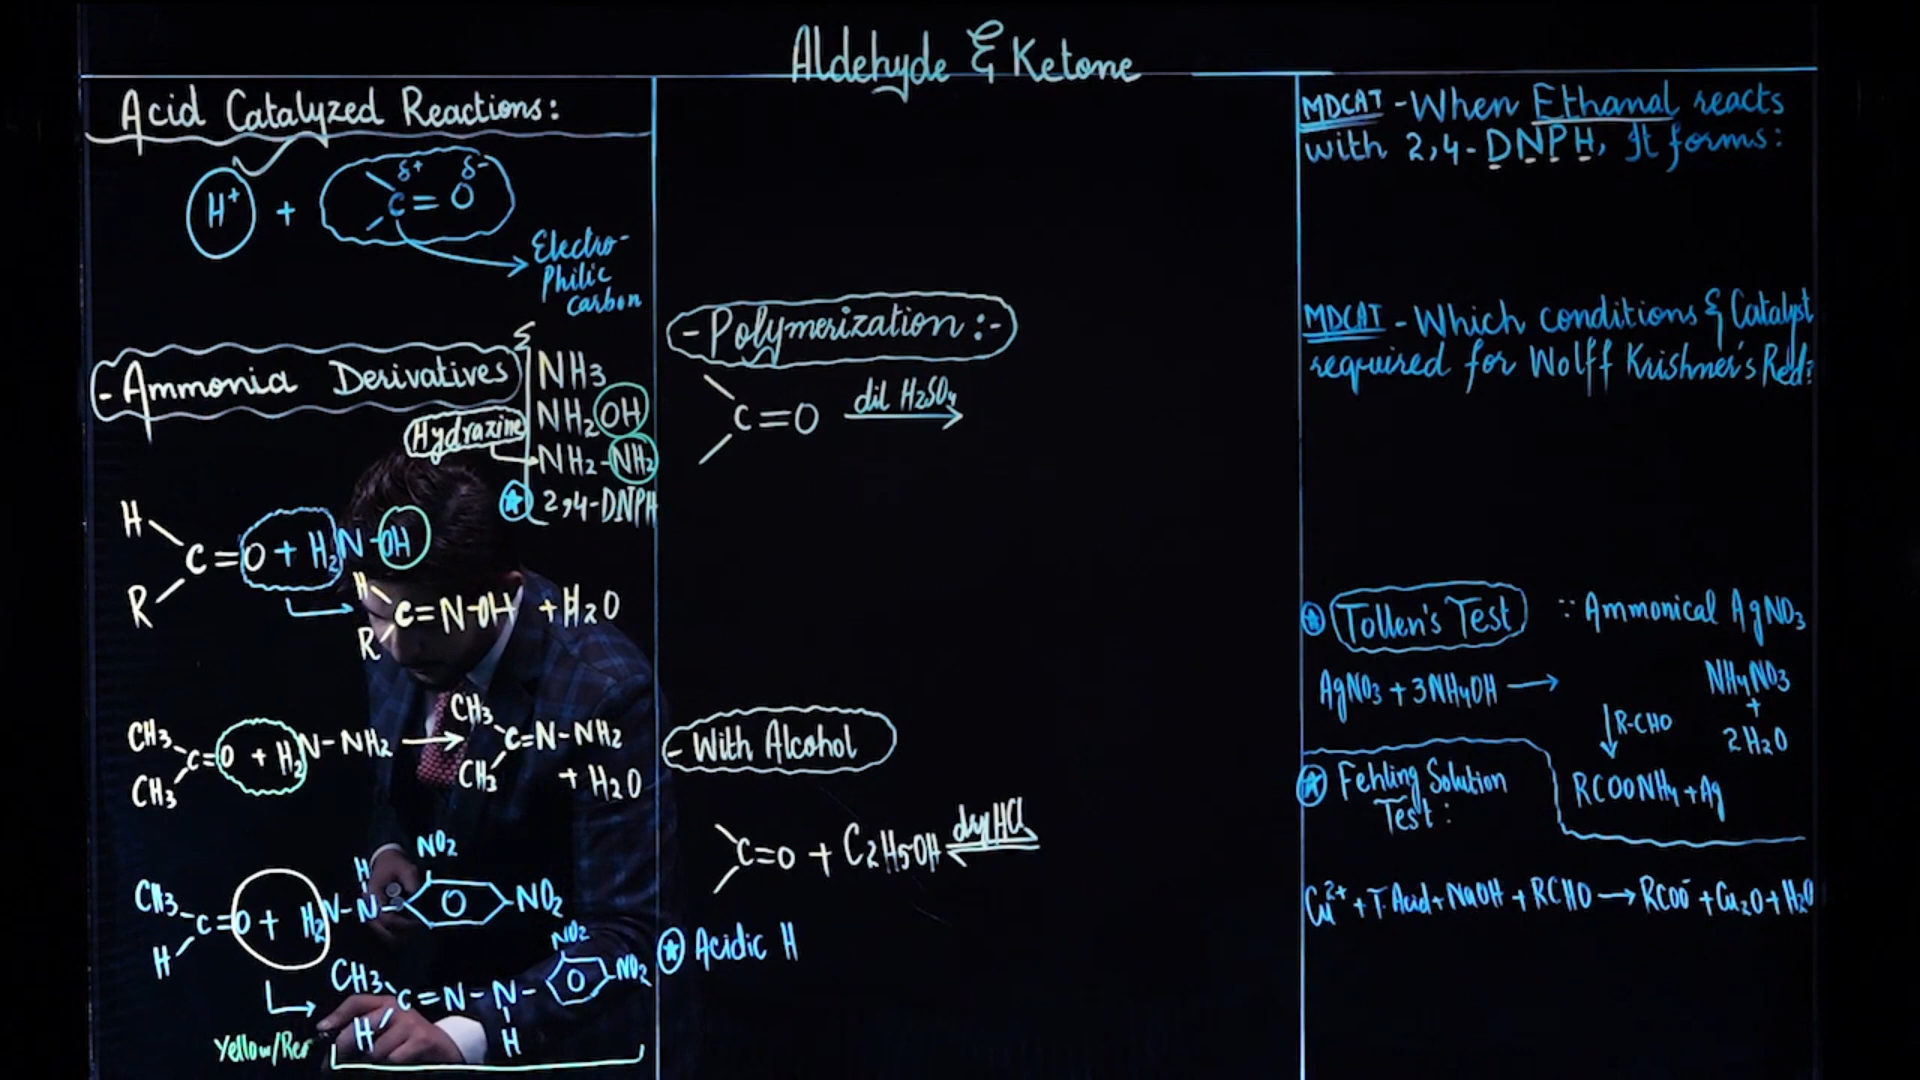 Aldehyde & Ketone
Acid Catalyzed Reactions:
H⁺ + C = O
δ+ δ-
Electro-
Philic
carbon
- Ammonia Derivatives
NH3
NH2OH
Hydrazine
NH2-NH2
2,4-DNPH
H
C=O + H2N-OH
R
H
C=N-OH + H2O
R
CH3
C=O + H2N-NH2 →
CH3
CH3
C=N-NH2
CH3
+ H2O
NO2
H
CH3
C=O + H2N-N- O -NO2
H
NO2
CH3
C=N-N- O -NO2
H
H
Yellow/Re
- Polymerization :-
C=O dil H2SO4 →
- With Alcohol
C=O + C2H5OH dry HCl ⇌
Acidic H
MDCAT - When Ethanal reacts
with 2,4-DNPH, It forms:
MDCAT - Which conditions & Catalyst
required for Wolff Krishner's Red?
Tollen's Test ∵ Ammonical AgNO3
AgNO3 + 3NH4OH →
NH4NO3
+
2H2O
↓ R-CHO
RCOONH4 + Ag
Fehling Solution
Test:
Cu2+ + T.Acid + NaOH + RCHO → RCOO- + Cu2O + H2O